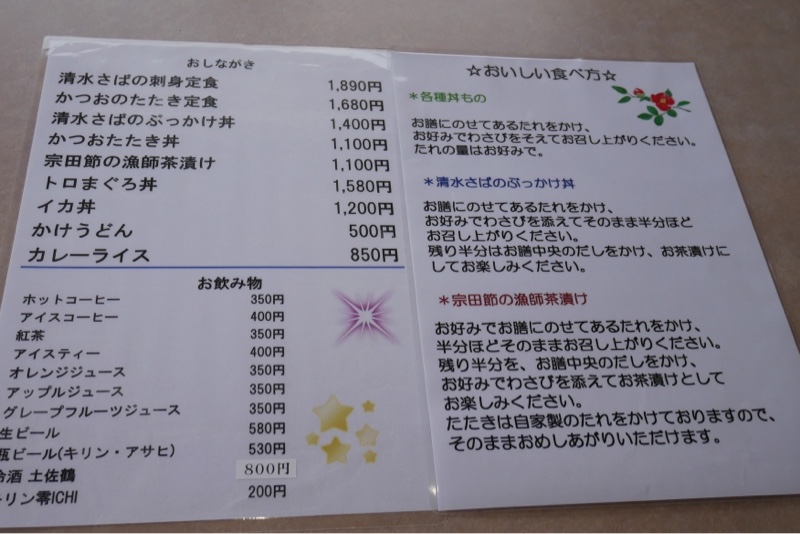 おしながき
清水さばの刺身定食 1,890円
かつおのたたき定食 1,680円
清水さばのぶっかけ丼 1,400円
かつおたたき丼 1,100円
宗田節の漁師茶漬け 1,100円
トロまぐろ丼 1,580円
イカ丼 1,200円
かけうどん 500円
カレーライス 850円
お飲み物
ホットコーヒー 350円
アイスコーヒー 400円
紅茶 350円
アイスティー 400円
オレンジジュース 350円
アップルジュース 350円
グレープフルーツジュース 350円
生ビール 580円
瓶ビール(キリン・アサヒ) 530円
冷酒 土佐鶴 800円
キリン零ICHI 200円
☆おいしい食べ方☆
*各種丼もの
お膳にのせてあるたれをかけ、
お好みでわさびをそえてお召し上がりください。
たれの量はお好みで。
*清水さばのぶっかけ丼
お膳にのせてあるたれをかけ、
お好みでわさびを添えてそのまま半分ほど
お召し上がりください。
残り半分はお膳中央のだしをかけ、お茶漬けに
してお楽しみください。
*宗田節の漁師茶漬け
お好みでお膳にのせてあるたれをかけ、
半分ほどそのままお召し上がりください。
残り半分を、お膳中央のだしをかけ、
お好みでわさびを添えてお茶漬けとして
お楽しみください。
たたきは自家製のたれをかけておりますので、
そのままおめしあがりいただけます。